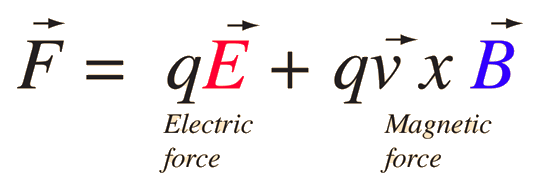 F⃗ = qE⃗ + qv⃗ x B⃗
Electric force
Magnetic force